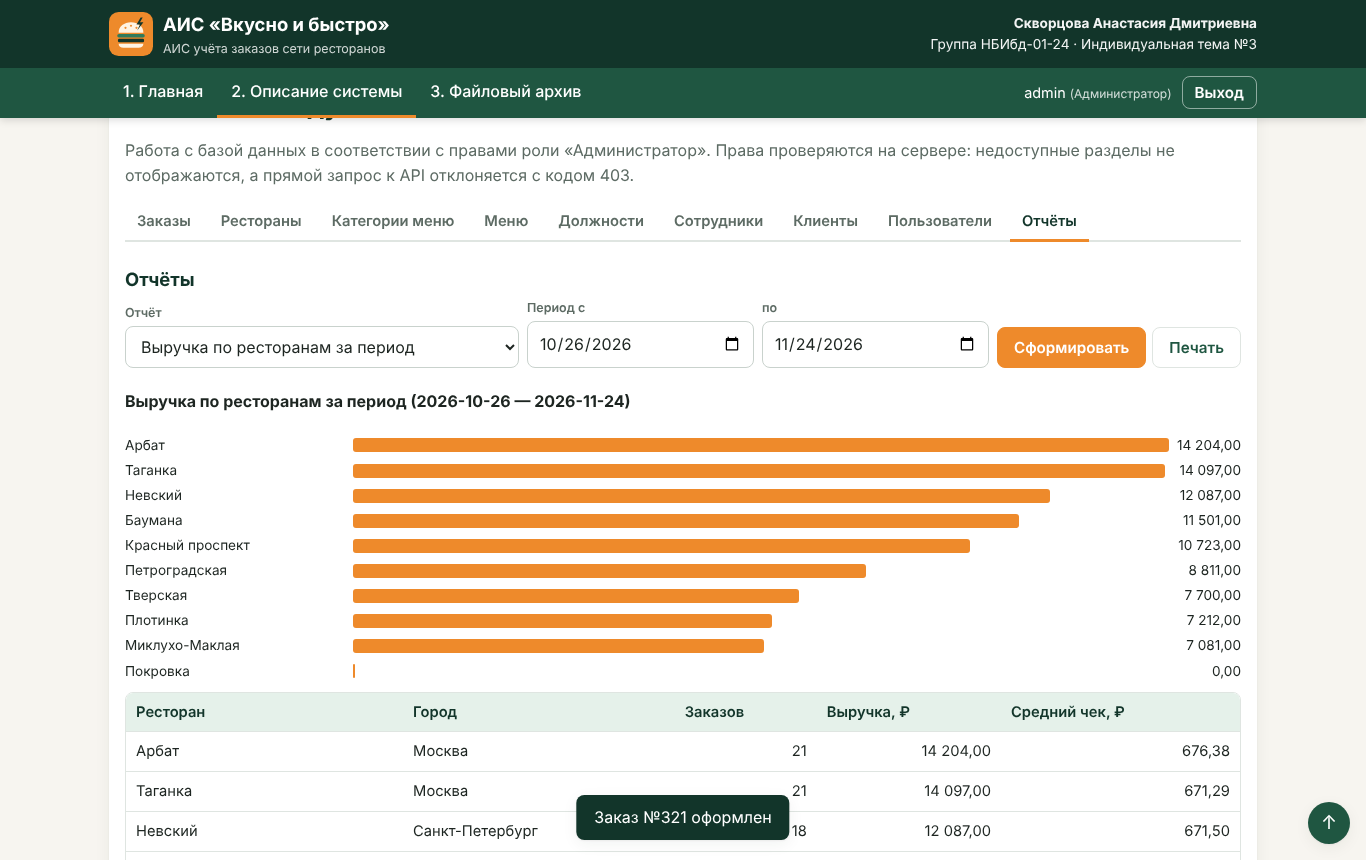 АИС «Вкусно и быстро»
АИС учёта заказов сети ресторанов
Скворцова Анастасия Дмитриевна
Группа НБИбд-01-24 · Индивидуальная тема №3
1. Главная
2. Описание системы
3. Файловый архив
admin (Администратор)
Выход
Работа с базой данных в соответствии с правами роли «Администратор». Права проверяются на сервере: недоступные разделы не
отображаются, а прямой запрос к API отклоняется с кодом 403.
Заказы Рестораны Категории меню Меню Должности Сотрудники Клиенты Пользователи Отчёты
Отчёты
Отчёт
Выручка по ресторанам за период
Период с
10/26/2026
по
11/24/2026
Сформировать
Печать
Выручка по ресторанам за период (2026-10-26 — 2026-11-24)
Арбат 14 204,00
Таганка 14 097,00
Невский 12 087,00
Баумана 11 501,00
Красный проспект 10 723,00
Петроградская 8 811,00
Тверская 7 700,00
Плотинка 7 212,00
Миклухо-Маклая 7 081,00
Покровка 0,00
Ресторан Город Заказов Выручка, ₽ Средний чек, ₽
Арбат Москва 21 14 204,00 676,38
Таганка Москва 21 14 097,00 671,29
Невский Санкт-Петербург 18 12 087,00 671,50
Заказ №321 оформлен